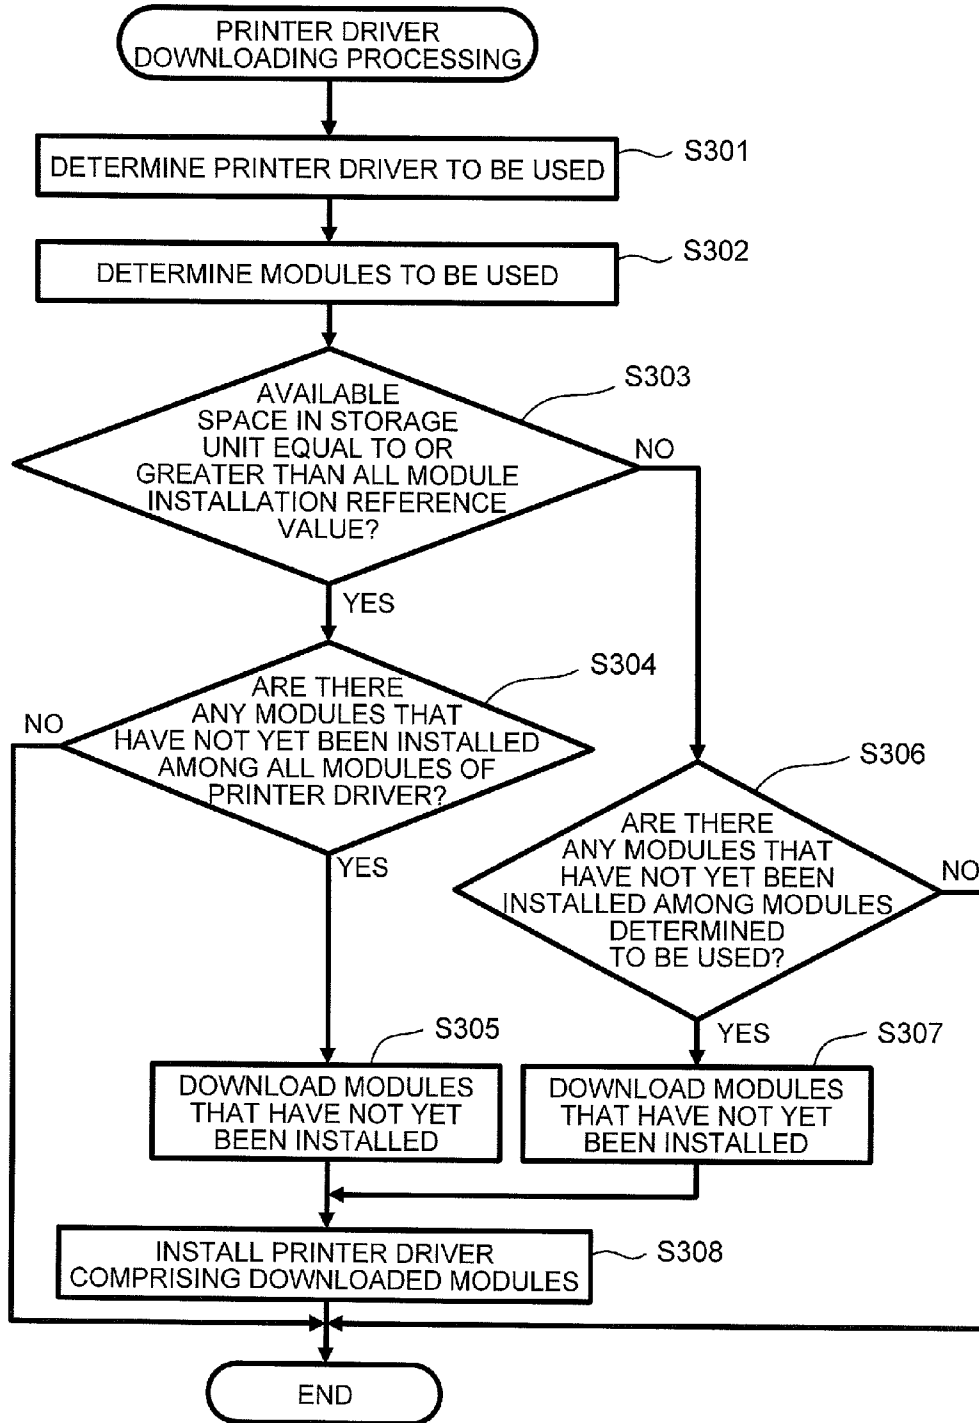 PRINTER DRIVER
DOWNLOADING PROCESSING
S301
DETERMINE PRINTER DRIVER TO BE USED
S302
DETERMINE MODULES TO BE USED
S303
AVAILABLE
SPACE IN STORAGE
UNIT EQUAL TO OR
GREATER THAN ALL MODULE
INSTALLATION REFERENCE
VALUE?
NO
YES
S304
ARE THERE
ANY MODULES THAT
HAVE NOT YET BEEN INSTALLED
AMONG ALL MODULES OF
PRINTER DRIVER?
NO
YES
S306
ARE THERE
ANY MODULES THAT
HAVE NOT YET BEEN
INSTALLED AMONG MODULES
DETERMINED
TO BE USED?
NO
YES
S305
DOWNLOAD MODULES
THAT HAVE NOT YET
BEEN INSTALLED
S307
DOWNLOAD MODULES
THAT HAVE NOT YET
BEEN INSTALLED
S308
INSTALL PRINTER DRIVER
COMPRISING DOWNLOADED MODULES
END